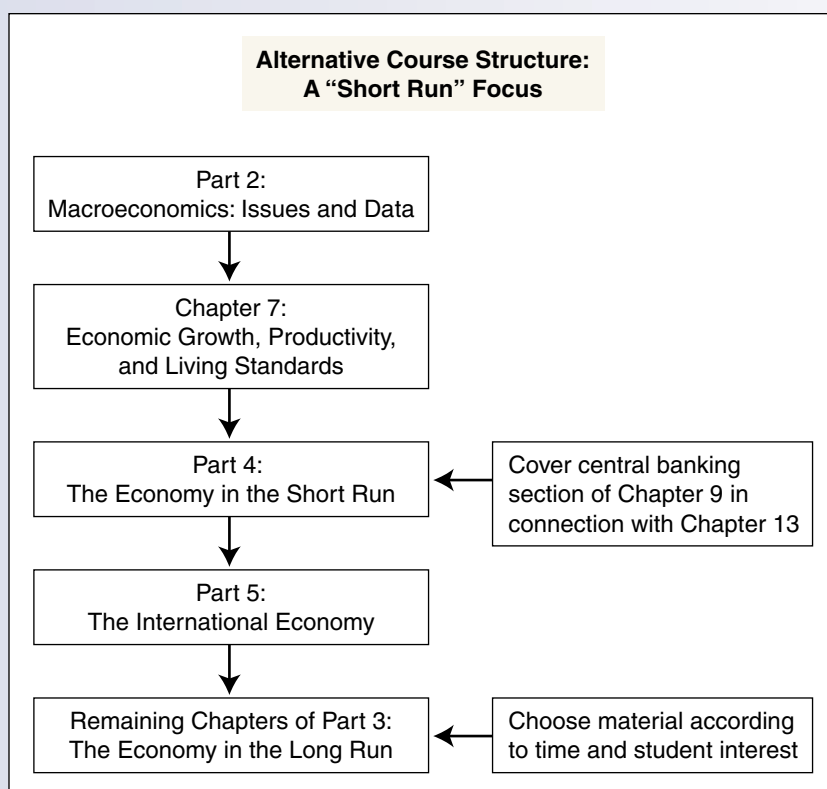 Alternative Course Structure:
A “Short Run” Focus
Part 2:
Macroeconomics: Issues and Data
Chapter 7:
Economic Growth, Productivity,
and Living Standards
Part 4:
The Economy in the Short Run
Cover central banking
section of Chapter 9 in
connection with Chapter 13
Part 5:
The International Economy
Remaining Chapters of Part 3:
The Economy in the Long Run
Choose material according
to time and student interest